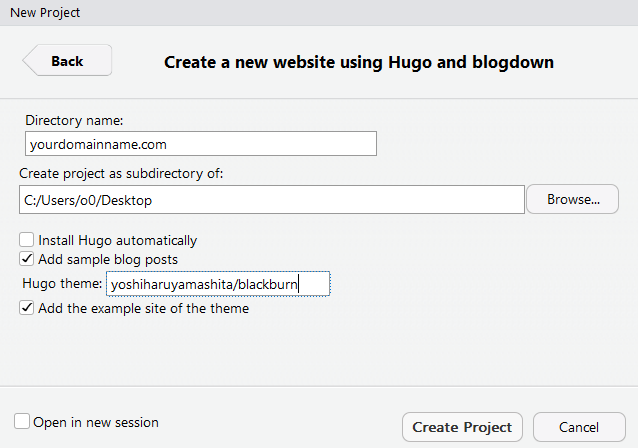 New Project
Back
Create a new website using Hugo and blogdown
Directory name:
yourdomainname.com
Create project as subdirectory of:
C:/Users/o0/Desktop
Browse...
Install Hugo automatically
Add sample blog posts
Hugo theme: yoshiharuyamashita/blackburn
Add the example site of the theme
Open in new session
Create Project
Cancel